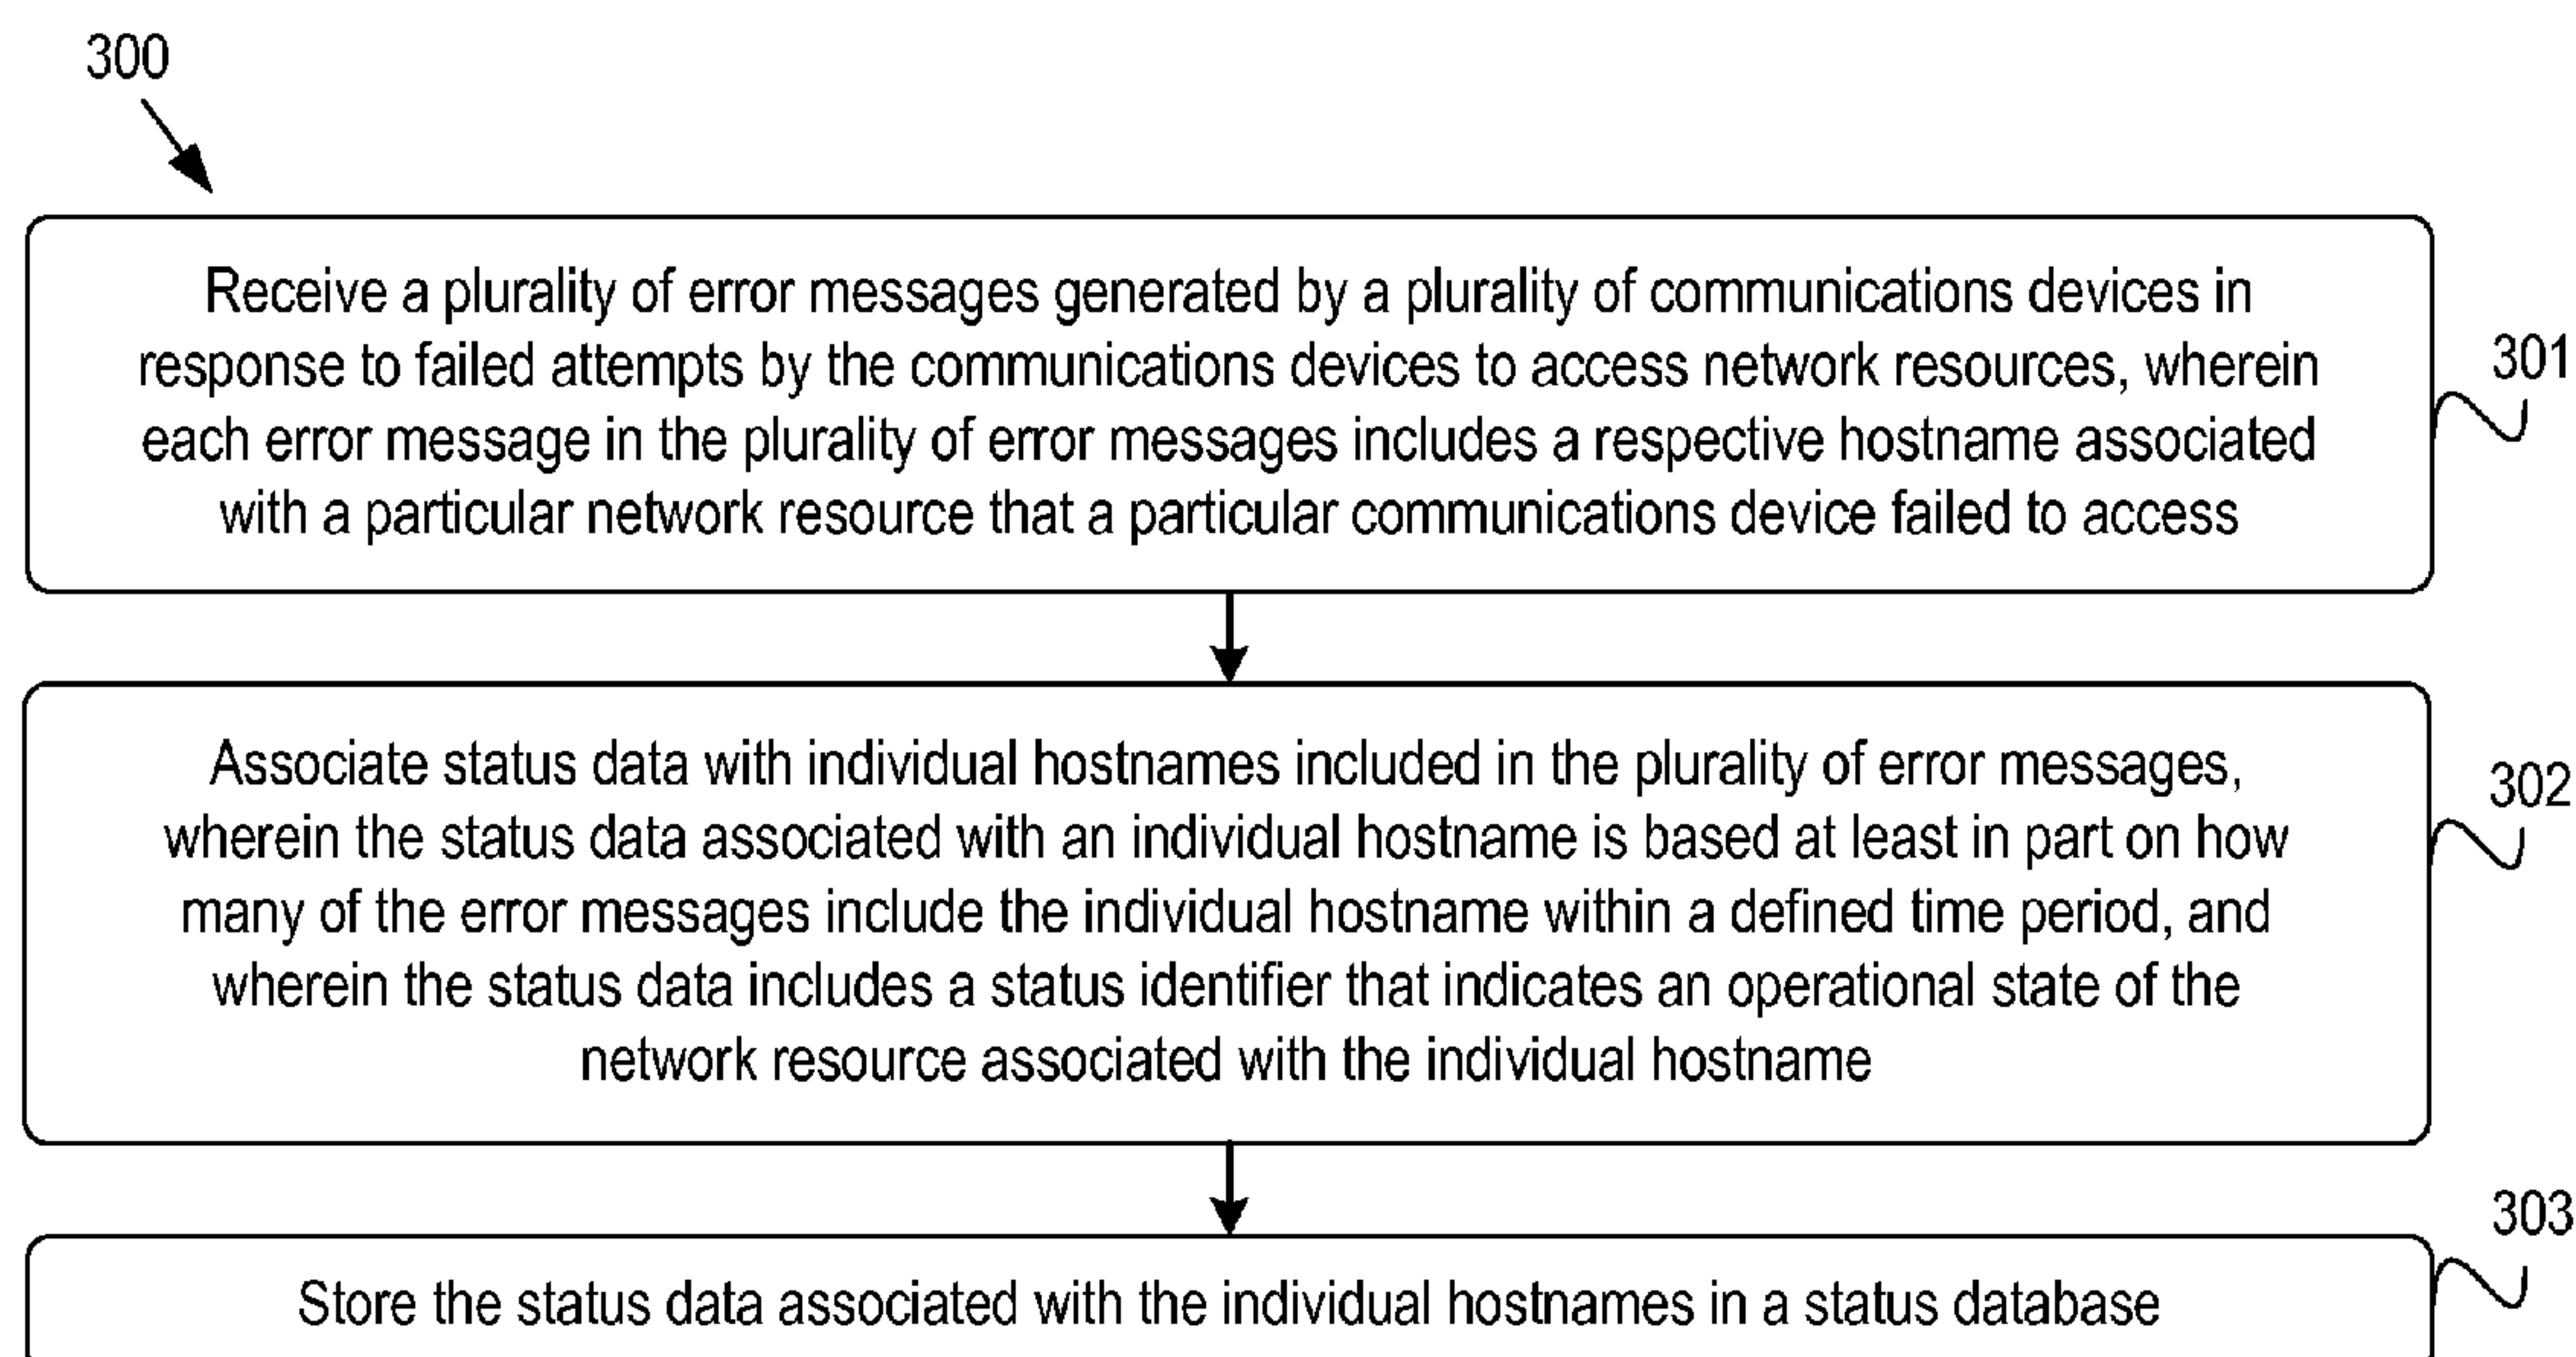 300
Receive a plurality of error messages generated by a plurality of communications devices in
response to failed attempts by the communications devices to access network resources, wherein
each error message in the plurality of error messages includes a respective hostname associated
with a particular network resource that a particular communications device failed to access
301
Associate status data with individual hostnames included in the plurality of error messages,
wherein the status data associated with an individual hostname is based at least in part on how
many of the error messages include the individual hostname within a defined time period, and
wherein the status data includes a status identifier that indicates an operational state of the
network resource associated with the individual hostname
302
Store the status data associated with the individual hostnames in a status database
303